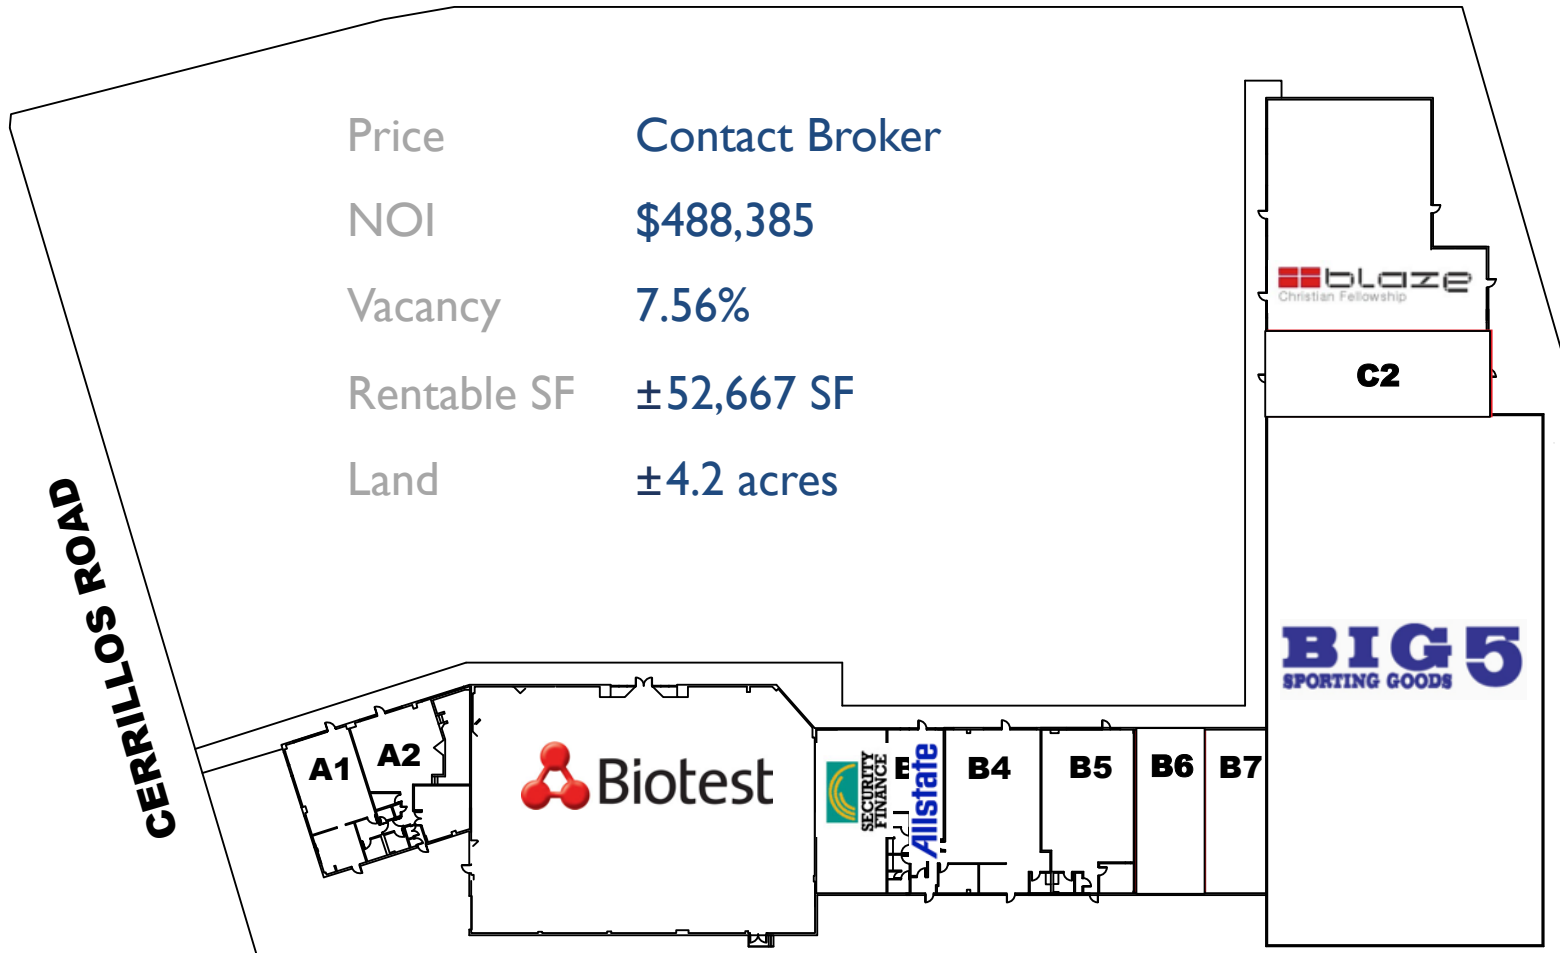 Price Contact Broker
NOI $488,385
Vacancy 7.56%
Rentable SF ±52,667 SF
Land ±4.2 acres
blaze
Christian Fellowship
C2
CERRILLOS ROAD
BIG 5
SPORTING GOODS
A1
A2
Biotest
SECURITY
FINANCE
B
Allstate
B4
B5
B6
B7